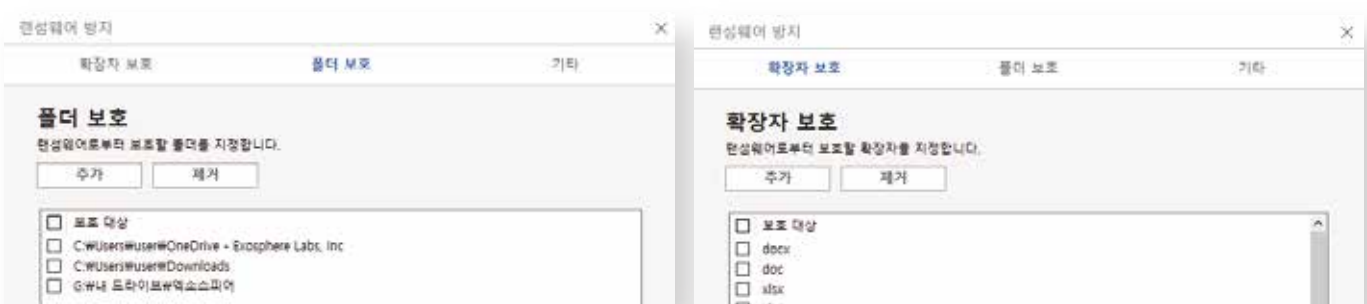 랜섬웨어 방지
확장자 보호 폴더 보호 기타
폴더 보호
랜섬웨어로부터 보호할 폴더를 지정합니다.
추가 제거
보호 대상
C:₩Users₩user₩OneDrive - Exosphere Labs, Inc
C:₩Users₩user₩Downloads
G:₩내 드라이브₩엑소스피어
랜섬웨어 방지
확장자 보호 폴더 보호 기타
확장자 보호
랜섬웨어로부터 보호할 확장자를 지정합니다.
추가 제거
보호 대상
docx
doc
xlsx